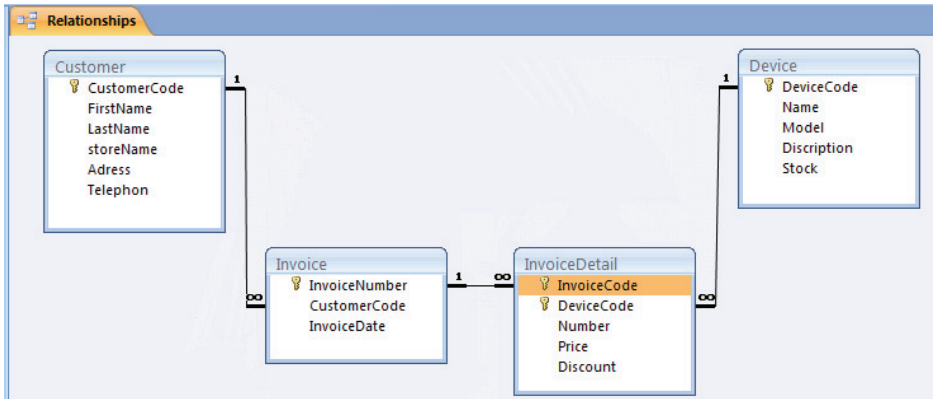 Relationships
Customer
CustomerCode
FirstName
LastName
storeName
Adress
Telephon
1
∞
Invoice
InvoiceNumber
CustomerCode
InvoiceDate
1
∞
InvoiceDetail
InvoiceCode
DeviceCode
Number
Price
Discount
∞
1
Device
DeviceCode
Name
Model
Discription
Stock